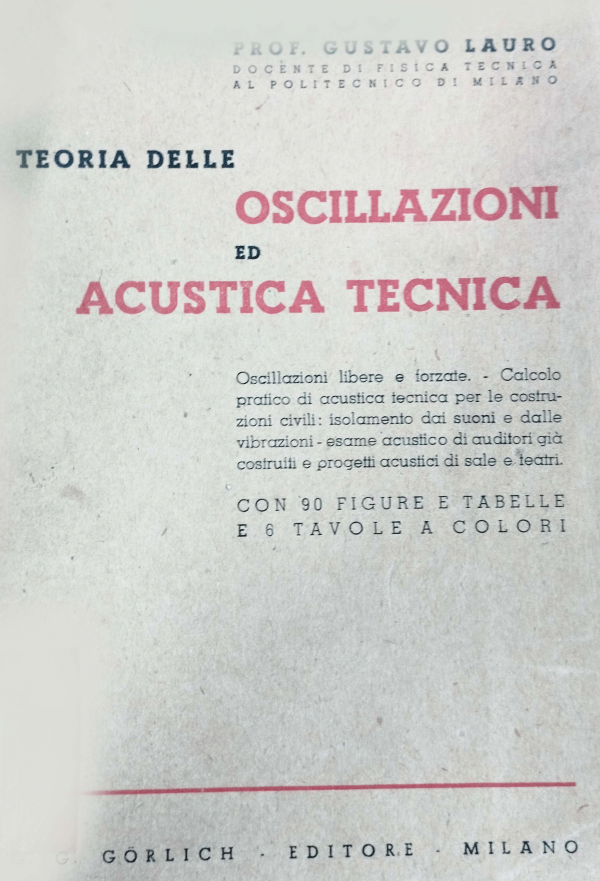 PROF. GUSTAVO LAURO
DOCENTE DI FISICA TECNICA
AL POLITECNICO DI MILANO
TEORIA DELLE
OSCILLAZIONI
ED
ACUSTICA TECNICA
Oscillazioni libere e forzate. - Calcolo
pratico di acustica tecnica per le costru-
zioni civili: isolamento dai suoni e dalle
vibrazioni - esame acustico di auditori già
costruiti e progetti acustici di sale e teatri.
CON 90 FIGURE E TABELLE
E 6 TAVOLE A COLORI
G. GÖRLICH - EDITORE - MILANO